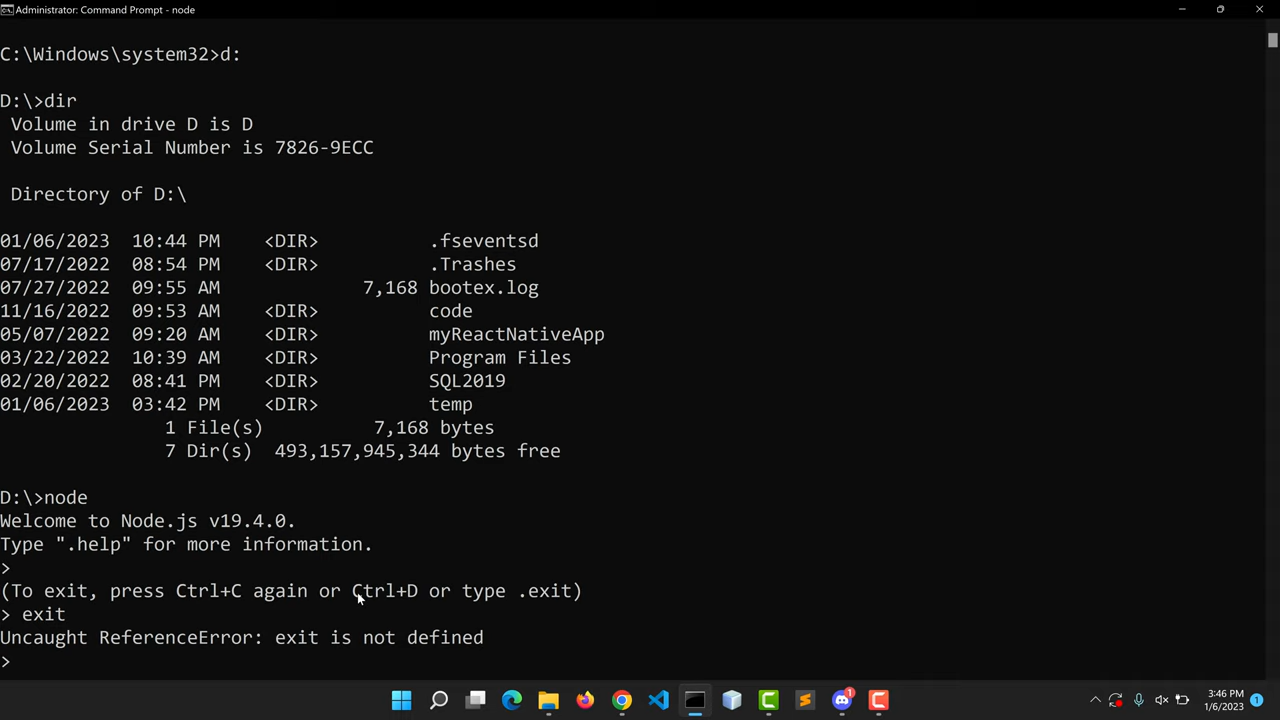 Administrator: Command Prompt - node
C:\Windows\system32>d:
D:\>dir
 Volume in drive D is D
 Volume Serial Number is 7826-9ECC
 Directory of D:\
01/06/2023  10:44 PM    <DIR>          .fseventsd
07/17/2022  08:54 PM    <DIR>          .Trashes
07/27/2022  09:55 AM             7,168 bootex.log
11/16/2022  09:53 AM    <DIR>          code
05/07/2022  09:20 AM    <DIR>          myReactNativeApp
03/22/2022  10:39 AM    <DIR>          Program Files
02/20/2022  08:41 PM    <DIR>          SQL2019
01/06/2023  03:42 PM    <DIR>          temp
               1 File(s)          7,168 bytes
               7 Dir(s)  493,157,945,344 bytes free
D:\>node
Welcome to Node.js v19.4.0.
Type ".help" for more information.
>
(To exit, press Ctrl+C again or Ctrl+D or type .exit)
> exit
Uncaught ReferenceError: exit is not defined
>
3:46 PM
1/6/2023
1
1